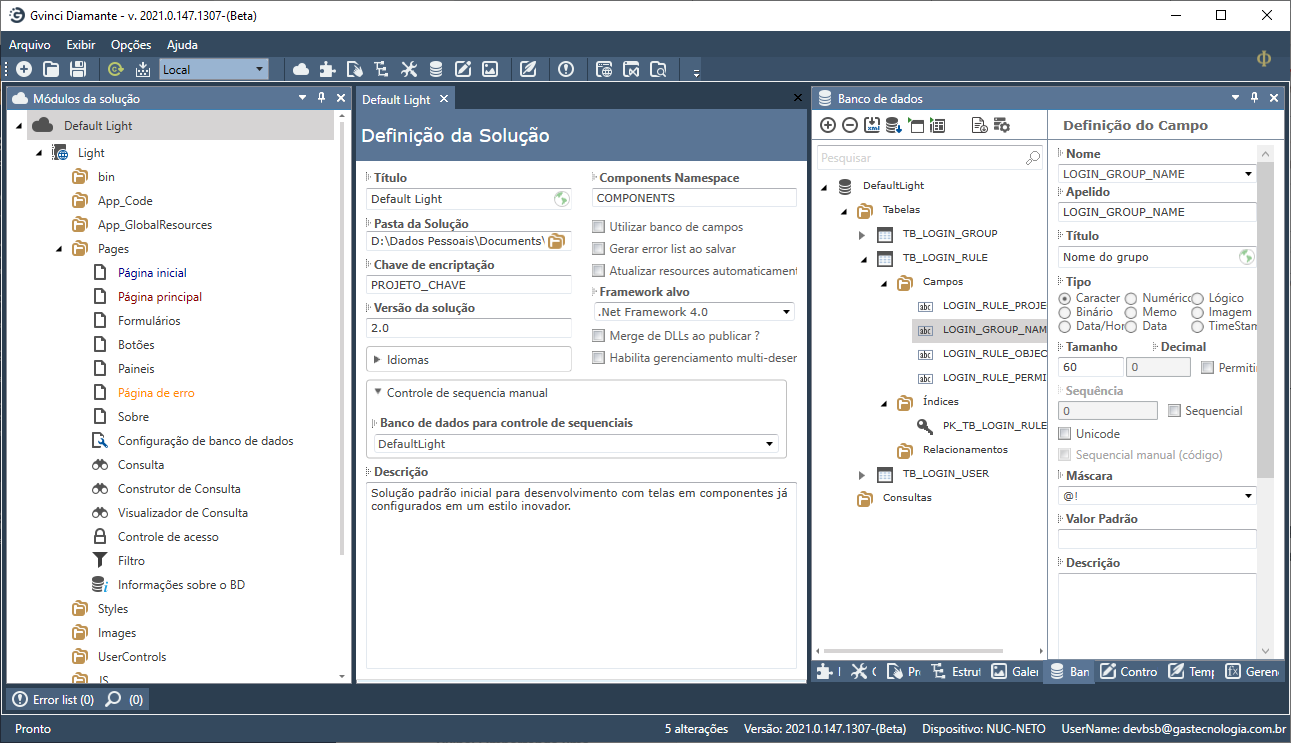 Gvinci Diamante - v. 2021.0.147.1307-(Beta)
Arquivo Exibir Opções Ajuda
Local
Módulos da solução
Default Light
Light
bin
App_Code
App_GlobalResources
Pages
Página inicial
Página principal
Formulários
Botões
Paineis
Página de erro
Sobre
Configuração de banco de dados
Consulta
Construtor de Consulta
Visualizador de Consulta
Controle de acesso
Filtro
Informações sobre o BD
Styles
Images
UserControls
JS
Default Light
Definição da Solução
Título
Default Light
Pasta da Solução
D:\Dados Pessoais\Documents\
Chave de encriptação
PROJETO_CHAVE
Versão da solução
2.0
Idiomas
Components Namespace
COMPONENTS
Utilizar banco de campos
Gerar error list ao salvar
Atualizar resources automaticament
Framework alvo
.Net Framework 4.0
Merge de DLLs ao publicar ?
Habilita gerenciamento multi-deser
Controle de sequencia manual
Banco de dados para controle de sequenciais
DefaultLight
Descrição
Solução padrão inicial para desenvolvimento com telas em componentes já
configurados em um estilo inovador.
Banco de dados
Pesquisar
DefaultLight
Tabelas
TB_LOGIN_GROUP
TB_LOGIN_RULE
Campos
abc LOGIN_RULE_PROJE
abc LOGIN_GROUP_NAM
abc LOGIN_RULE_OBJEC
abc LOGIN_RULE_PERMI
Índices
PK_TB_LOGIN_RULE
Relacionamentos
TB_LOGIN_USER
Consultas
Definição do Campo
Nome
LOGIN_GROUP_NAME
Apelido
LOGIN_GROUP_NAME
Título
Nome do grupo
Tipo
Caracter Numéric Lógico
Binário Memo Imagem
Data/Hor Data TimeStam
Tamanho Decimal
60 0 Permiti
Sequência
0 Sequencial
Unicode
Sequencial manual (código)
Máscara
@!
Valor Padrão
Descrição
Pr Estrut Galer Ban Contro Temp Geren
Error list (0) (0)
Pronto
5 alterações Versão: 2021.0.147.1307-(Beta) Dispositivo: NUC-NETO UserName: devbsb@gastecnologia.com.br